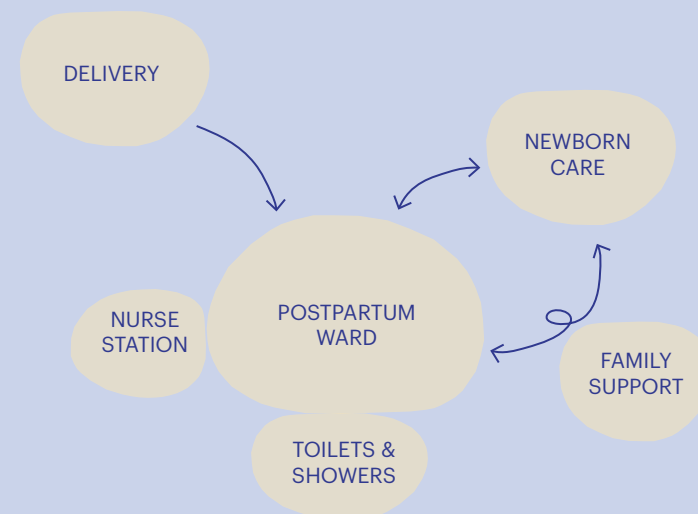 DELIVERY
NEWBORN
CARE
POSTPARTUM
WARD
NURSE
STATION
FAMILY
SUPPORT
TOILETS &
SHOWERS